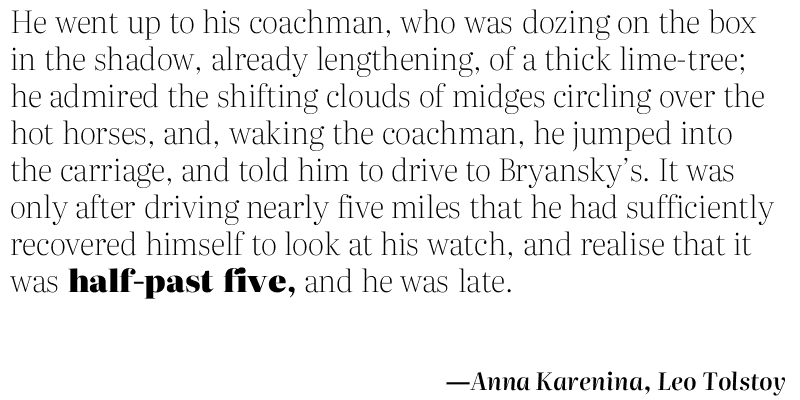 He went up to his coachman, who was dozing on the box
in the shadow, already lengthening, of a thick lime-tree;
he admired the shifting clouds of midges circling over the
hot horses, and, waking the coachman, he jumped into
the carriage, and told him to drive to Bryansky’s. It was
only after driving nearly five miles that he had sufficiently
recovered himself to look at his watch, and realise that it
was half-past five, and he was late.
—Anna Karenina, Leo Tolstoy